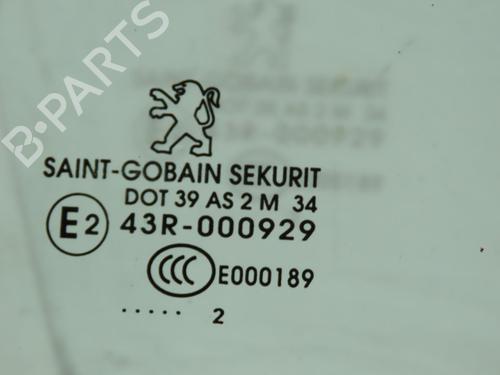 B-PARTS
SAINT-GOBAIN SEKURIT
DOT 39 AS 2 M 34
E2 43R-000929
CCC E000189
..... 2